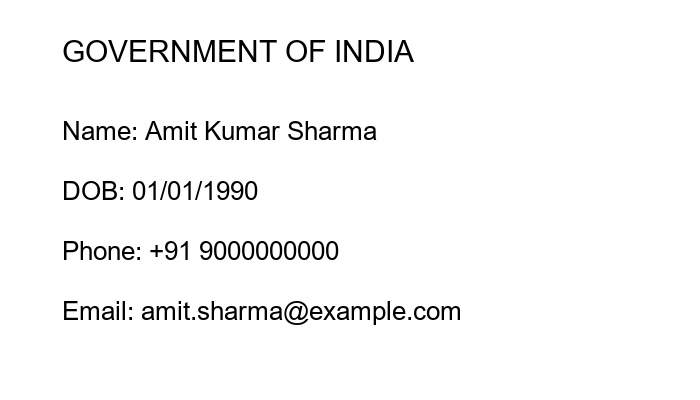 GOVERNMENT OF INDIA
Name: Amit Kumar Sharma
DOB: 01/01/1990
Phone: +91 9000000000
Email: amit.sharma@example.com